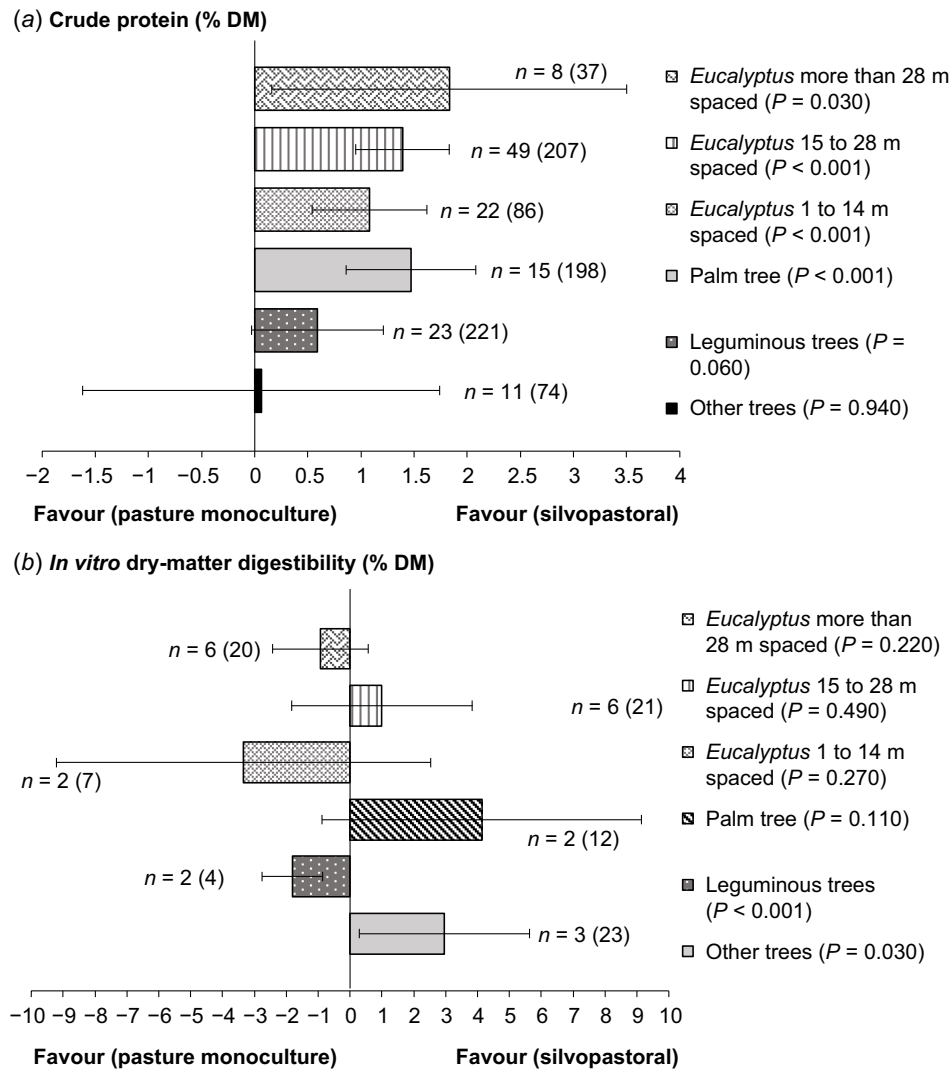 (a) Crude protein (% DM)
n = 8 (37)
n = 49 (207)
n = 22 (86)
n = 15 (198)
n = 23 (221)
n = 11 (74)
Eucalyptus more than 28 m
spaced (P = 0.030)
Eucalyptus 15 to 28 m
spaced (P < 0.001)
Eucalyptus 1 to 14 m
spaced (P < 0.001)
Palm tree (P < 0.001)
Leguminous trees (P =
0.060)
Other trees (P = 0.940)
−2 −1.5 −1 −0.5 0 0.5 1 1.5 2 2.5 3 3.5 4
Favour (pasture monoculture) Favour (silvopastoral)
(b) In vitro dry-matter digestibility (% DM)
n = 6 (20)
n = 6 (21)
n = 2 (7)
n = 2 (12)
n = 2 (4)
n = 3 (23)
Eucalyptus more than
28 m spaced (P = 0.220)
Eucalyptus 15 to 28 m
spaced (P = 0.490)
Eucalyptus 1 to 14 m
spaced (P = 0.270)
Palm tree (P = 0.110)
Leguminous trees
(P < 0.001)
Other trees (P = 0.030)
−10 −9 −8 −7 −6 −5 −4 −3 −2 −1 0 1 2 3 4 5 6 7 8 9 10
Favour (pasture monoculture) Favour (silvopastoral)